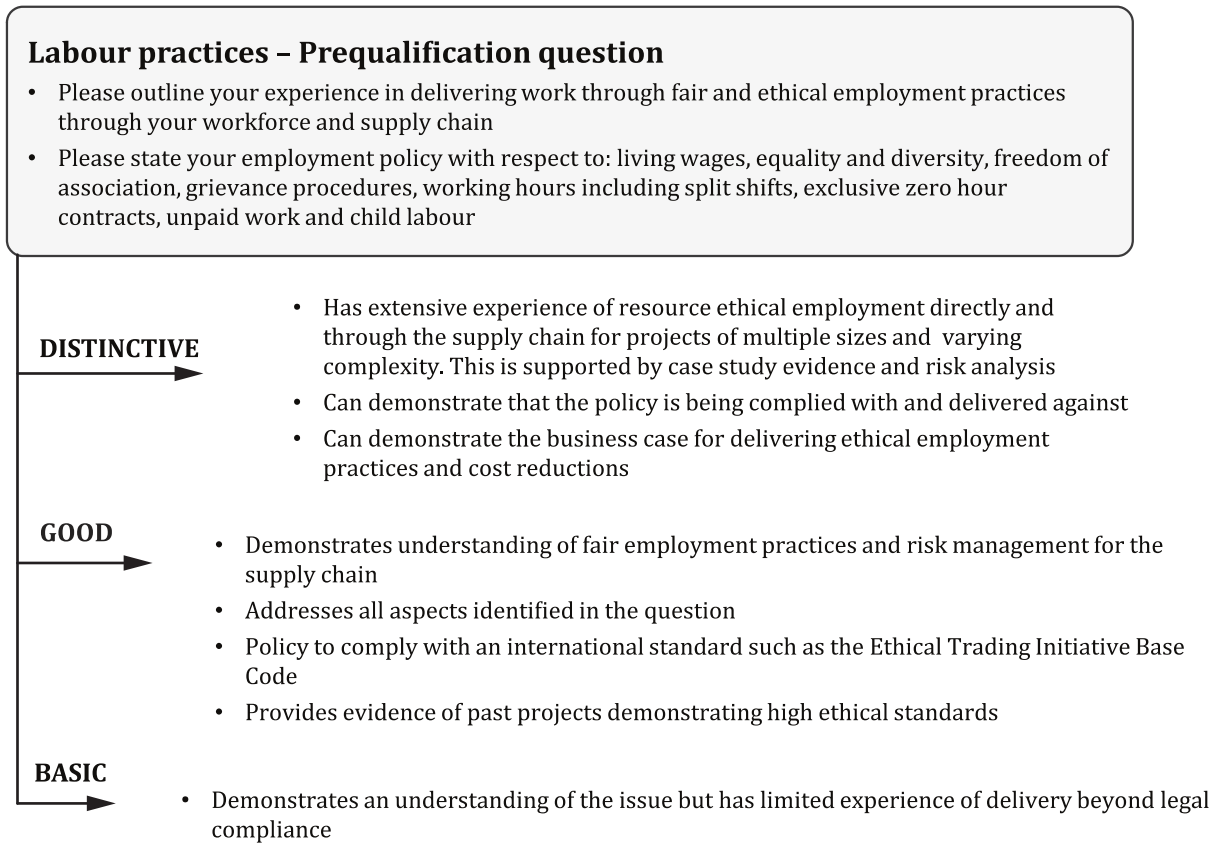 Labour practices – Prequalification question
• Please outline your experience in delivering work through fair and ethical employment practices
through your workforce and supply chain
• Please state your employment policy with respect to: living wages, equality and diversity, freedom of
association, grievance procedures, working hours including split shifts, exclusive zero hour
contracts, unpaid work and child labour
DISTINCTIVE
• Has extensive experience of resource ethical employment directly and
through the supply chain for projects of multiple sizes and varying
complexity. This is supported by case study evidence and risk analysis
• Can demonstrate that the policy is being complied with and delivered against
• Can demonstrate the business case for delivering ethical employment
practices and cost reductions
GOOD
• Demonstrates understanding of fair employment practices and risk management for the
supply chain
• Addresses all aspects identified in the question
• Policy to comply with an international standard such as the Ethical Trading Initiative Base
Code
• Provides evidence of past projects demonstrating high ethical standards
BASIC
• Demonstrates an understanding of the issue but has limited experience of delivery beyond legal
compliance